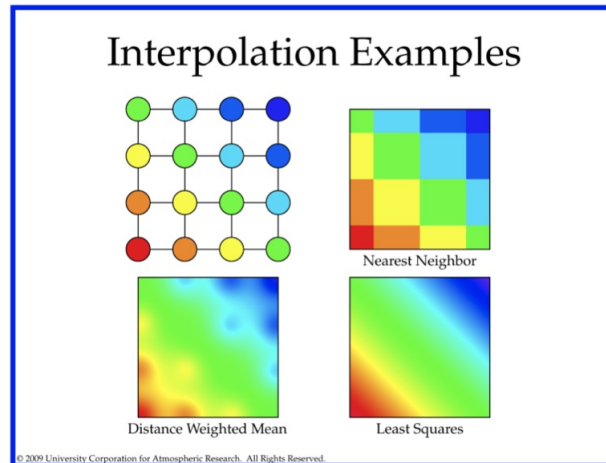 Interpolation Examples
Nearest Neighbor
Distance Weighted Mean
Least Squares
© 2009 University Corporation for Atmospheric Research. All Rights Reserved.